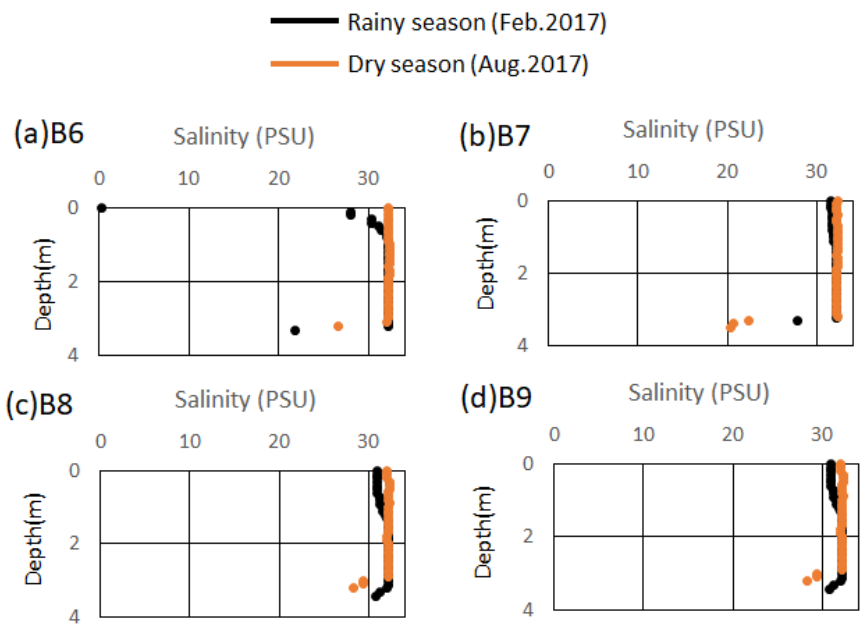 Rainy season (Feb.2017)
Dry season (Aug.2017)
(a)B6
Salinity (PSU)
0 10 20 30
0
2
4
Depth(m)
(b)B7
Salinity (PSU)
0 10 20 30
0
2
4
Depth(m)
(c)B8
Salinity (PSU)
0 10 20 30
0
2
4
Depth(m)
(d)B9
Salinity (PSU)
0 10 20 30
0
2
4
Depth(m)